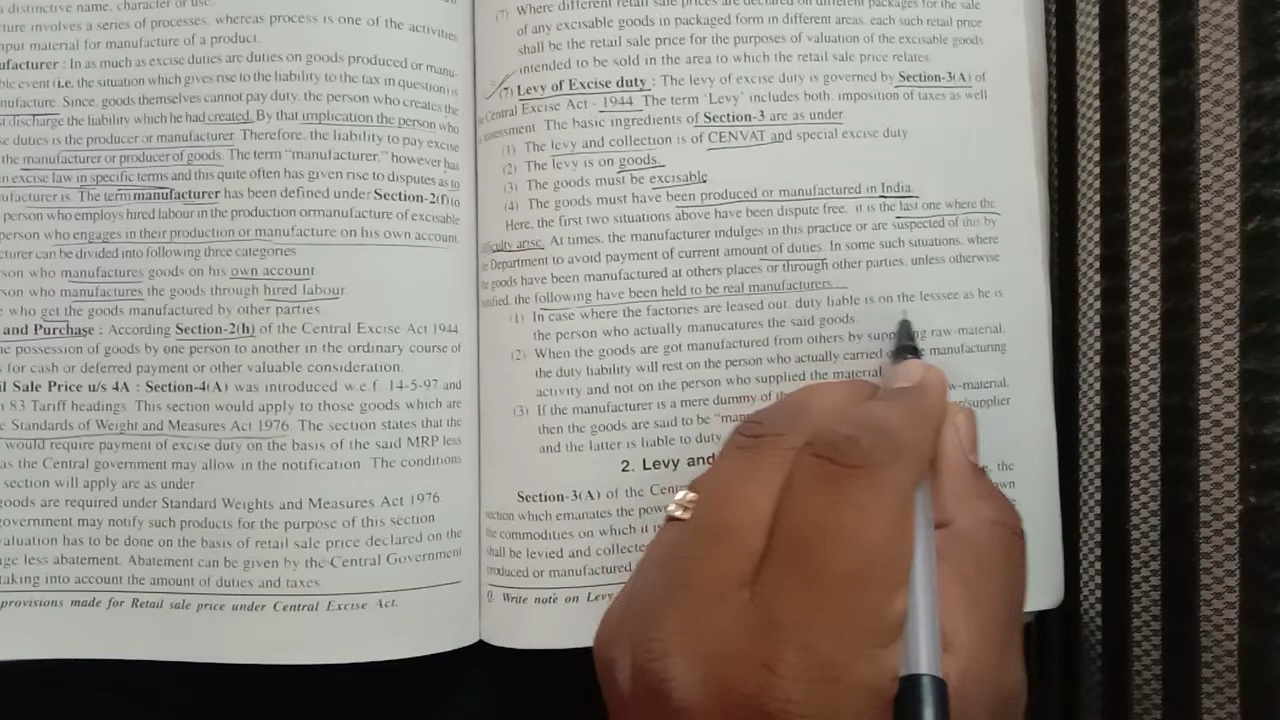 a distinctive name, character or use.
ture involves a series of processes, whereas process is one of the activities
nput material for manufacture of a product.
ufacturer : In as much as excise duties are duties on goods produced or manu-
ble event (i.e. the situation which gives rise to the liability to the tax in question) is
nufacture. Since, goods themselves cannot pay duty, the person who creates the
t discharge the liability which he had created. By that implication the person who
se duties is the producer or manufacturer. Therefore, the liability to pay excise
the manufacturer or producer of goods. The term "manufacturer," however has
n excise law in specific terms and this quite often has given rise to disputes as to
ufacturer is. The term manufacturer has been defined under Section-2(f) to
person who employs hired labour in the production ormanufacture of excisable
person who engages in their production or manufacture on his own account.
cturer can be divided into following three categories
son who manufactures goods on his own account.
son who manufactures the goods through hired labour
e who get the goods manufactured by other parties.
and Purchase : According Section-2(h) of the Central Excise Act 1944
he possession of goods by one person to another in the ordinary course of
s for cash or deferred payment or other valuable consideration.
il Sale Price u/s 4A : Section-4(A) was introduced w.e.f. 14-5-97 and
n 83 Tariff headings. This section would apply to those goods which are
e Standards of Weight and Measures Act 1976. The section states that the
would require payment of excise duty on the basis of the said MRP less
as the Central government may allow in the notification. The conditions
section will apply are as under
goods are required under Standard Weights and Measures Act 1976.
overnment may notify such products for the purpose of this section
valuation has to be done on the basis of retail sale price declared on the
ge less abatement. Abatement can be given by the Central Government
taking into account the amount of duties and taxes
provisions made for Retail sale price under Central Excise Act.
(7) Where different retail sale prices are declared on different packages for the sale
of any excisable goods in packaged form in different areas, each such retail price
shall be the retail sale price for the purposes of valuation of the excisable goods
intended to be sold in the area to which the retail sale price relates.
(7) Levy of Excise duty : The levy of excise duty is governed by Section-3(A) of
Central Excise Act - 1944. The term 'Levy' includes both, imposition of taxes as well
assessment. The basic ingredients of Section-3 are as under
(1) The levy and collection is of CENVAT and special excise duty
(2) The levy is on goods.
(3) The goods must be excisable
(4) The goods must have been produced or manufactured in India.
Here, the first two situations above have been dispute free, it is the last one where the
fficulty arise. At times, the manufacturer indulges in this practice or are suspected of this by
e Department to avoid payment of current amount of duties. In some such situations, where
e goods have been manufactured at others places or through other parties, unless otherwise
the following have been held to be real manufacturers.
(1) In case where the factories are leased out, duty liable is on the lesssee as he is
the person who actually manucatures the said goods.
(2) When the goods are got manufactured from others by ng raw-material,
the duty liability will rest on the person who actually carried manufacturing
activity and not on the person who supplied the material
(3) If the manufacturer is a mere dummy of w-material,
then the goods are said to be supplier
and the latter is liable to duty
2. Levy and
Section-3(A) of the e, the
section which emanates the
the commodities on which it
shall be levied and
produced or manufactured
Q. Write note on Levy